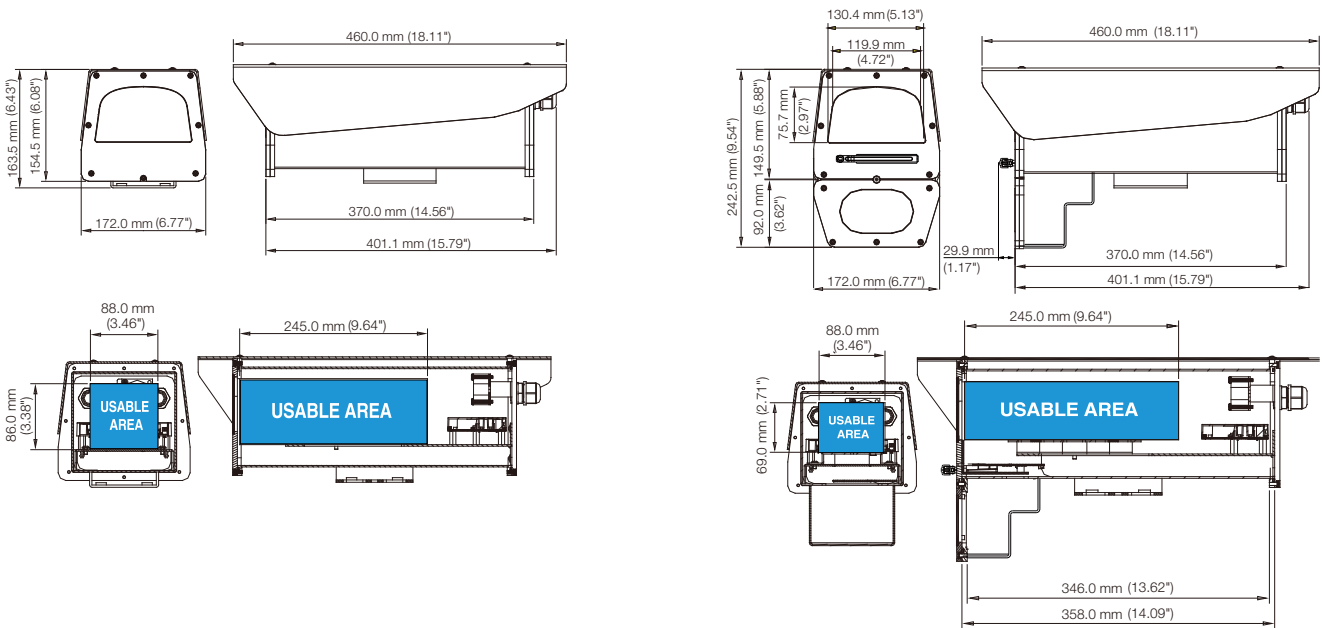 460.0 mm (18.11")
163.5 mm (6.43")
154.5 mm (6.08")
172.0 mm (6.77")
370.0 mm (14.56")
401.1 mm (15.79")
130.4 mm (5.13")
119.9 mm
(4.72")
460.0 mm (18.11")
242.5 mm (9.54")
149.5 mm (5.88")
75.7 mm
(2.97")
92.0 mm
(3.62")
29.9 mm
(1.17")
172.0 mm (6.77")
370.0 mm (14.56")
401.1 mm (15.79")
88.0 mm
(3.46")
245.0 mm (9.64")
86.0 mm
(3.38")
USABLE
AREA
USABLE AREA
88.0 mm
(3.46")
245.0 mm (9.64")
69.0 mm (2.71")
USABLE
AREA
USABLE AREA
346.0 mm (13.62")
358.0 mm (14.09")